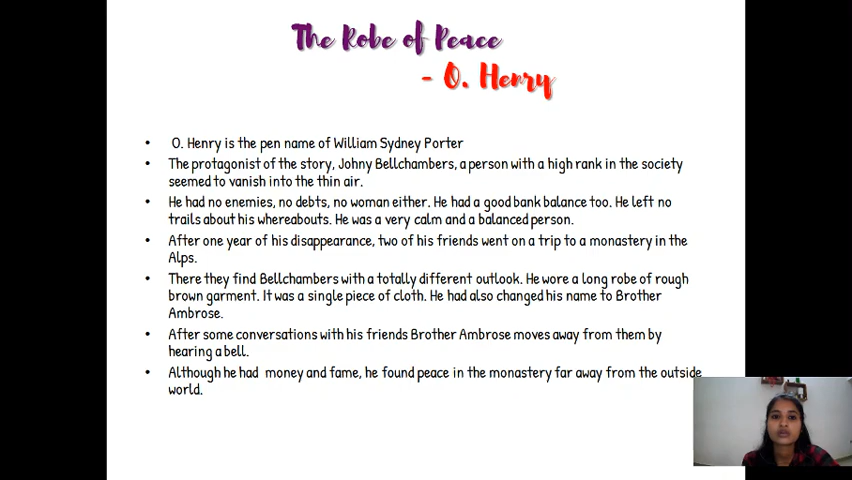 The Robe of Peace
- O. Henry
• O. Henry is the pen name of William Sydney Porter
• The protagonist of the story, Johny Bellchambers, a person with a high rank in the society
seemed to vanish into the thin air.
• He had no enemies, no debts, no woman either. He had a good bank balance too. He left no
trails about his whereabouts. He was a very calm and a balanced person.
• After one year of his disappearance, two of his friends went on a trip to a monastery in the
Alps.
• There they find Bellchambers with a totally different outlook. He wore a long robe of rough
brown garment. It was a single piece of cloth. He had also changed his name to Brother
Ambrose.
• After some conversations with his friends Brother Ambrose moves away from them by
hearing a bell.
• Although he had money and fame, he found peace in the monastery far away from the outside
world.